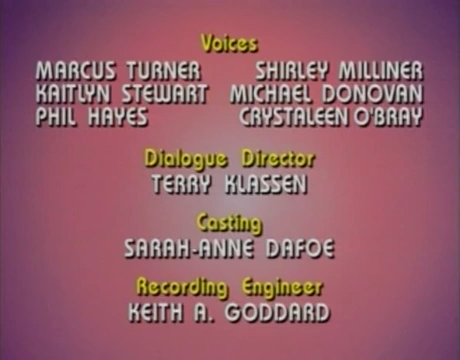 Voices
MARCUS TURNER SHIRLEY MILLINER
KAITLYN STEWART MICHAEL DONOVAN
PHIL HAYES CRYSTALEEN O'BRAY
Dialogue Director
TERRY KLASSEN
Casting
SARAH-ANNE DAFOE
Recording Engineer
KEITH A. GODDARD